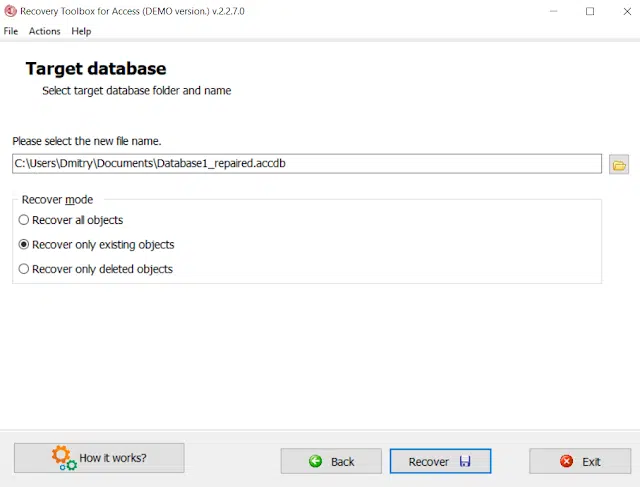 Recovery Toolbox for Access (DEMO version.) v.2.2.7.0
File Actions Help
Target database
Select target database folder and name
Please select the new file name.
C:\Users\Dmitry\Documents\Database1_repaired.accdb
Recover mode
Recover all objects
Recover only existing objects
Recover only deleted objects
How it works? Back Recover Exit